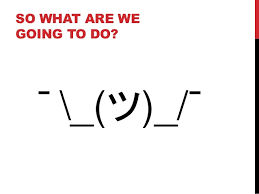 SO WHAT ARE WE
GOING TO DO?
¯ \_(ツ)_/¯